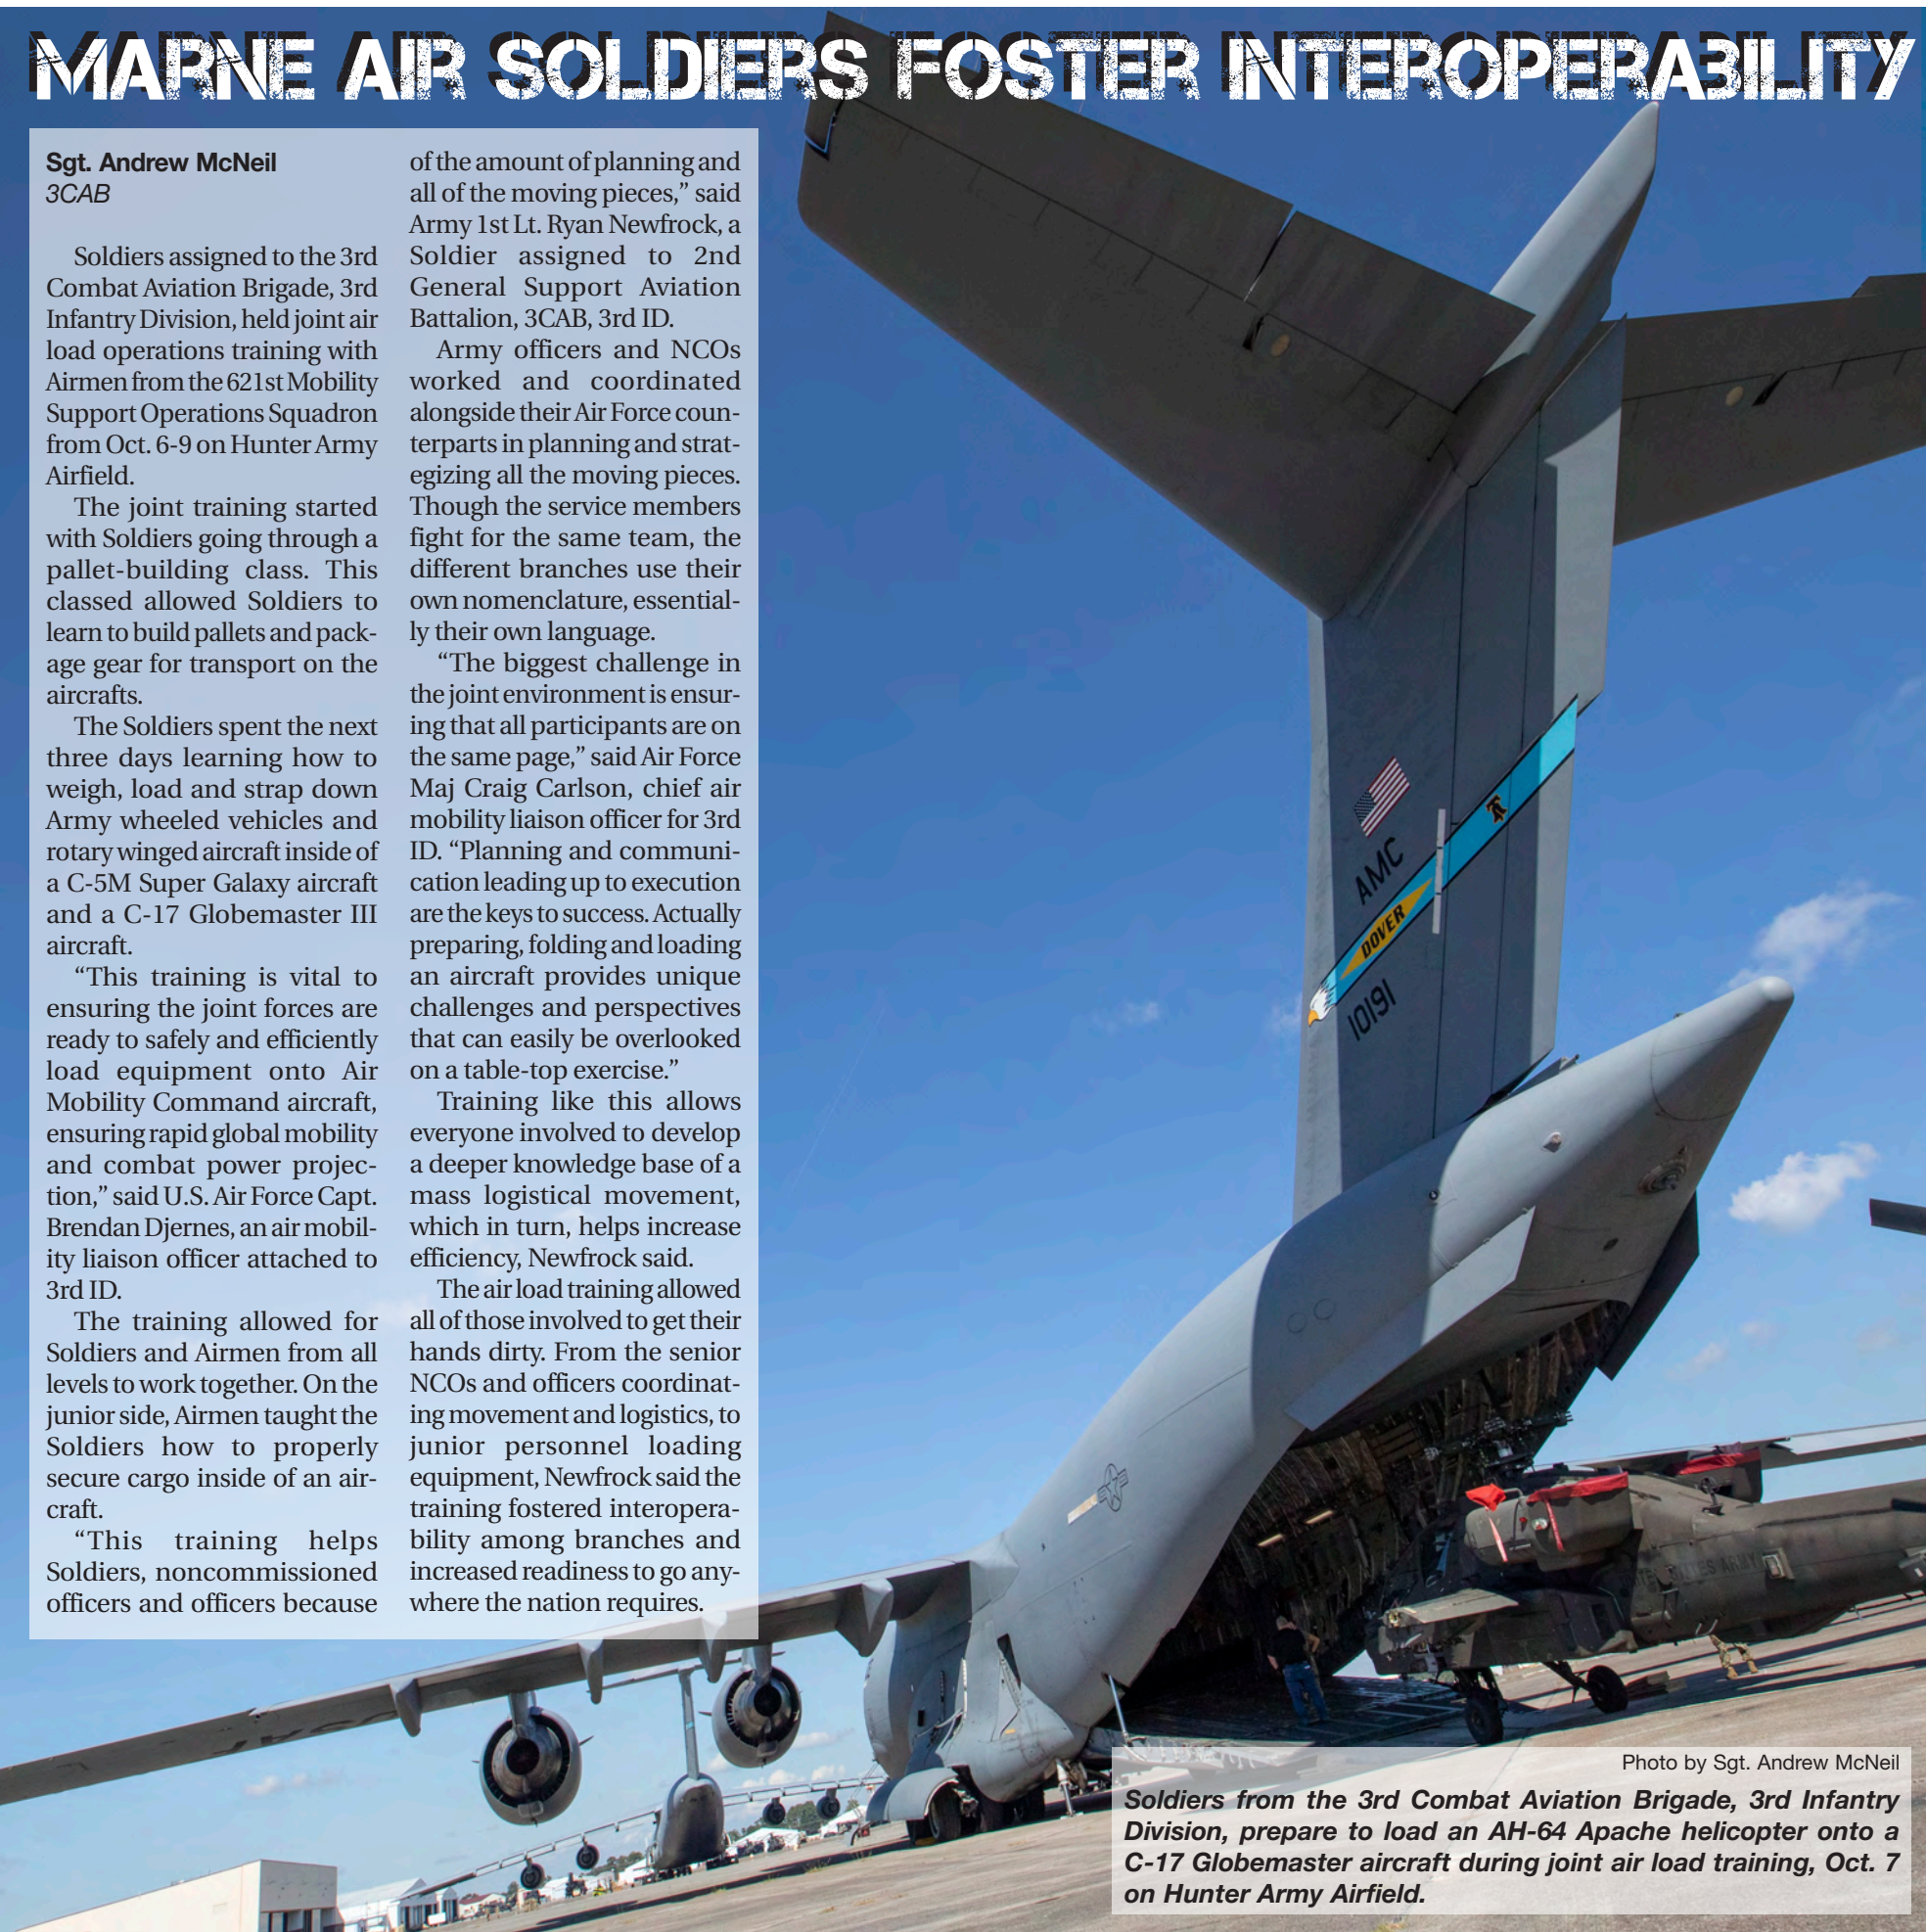 MARNE AIR SOLDIERS FOSTER INTEROPERABILITY
Sgt. Andrew McNeil
3CAB
Soldiers assigned to the 3rd
Combat Aviation Brigade, 3rd
Infantry Division, held joint air
load operations training with
Airmen from the 621st Mobility
Support Operations Squadron
from Oct. 6-9 on Hunter Army
Airfield.
The joint training started
with Soldiers going through a
pallet-building class. This
classed allowed Soldiers to
learn to build pallets and pack-
age gear for transport on the
aircrafts.
The Soldiers spent the next
three days learning how to
weigh, load and strap down
Army wheeled vehicles and
rotary winged aircraft inside of
a C-5M Super Galaxy aircraft
and a C-17 Globemaster III
aircraft.
“This training is vital to
ensuring the joint forces are
ready to safely and efficiently
load equipment onto Air
Mobility Command aircraft,
ensuring rapid global mobility
and combat power projec-
tion,” said U.S. Air Force Capt.
Brendan Djernes, an air mobil-
ity liaison officer attached to
3rd ID.
The training allowed for
Soldiers and Airmen from all
levels to work together. On the
junior side, Airmen taught the
Soldiers how to properly
secure cargo inside of an air-
craft.
“This training helps
Soldiers, noncommissioned
officers and officers because
of the amount of planning and
all of the moving pieces,” said
Army 1st Lt. Ryan Newfrock, a
Soldier assigned to 2nd
General Support Aviation
Battalion, 3CAB, 3rd ID.
Army officers and NCOs
worked and coordinated
alongside their Air Force coun-
terparts in planning and strat-
egizing all the moving pieces.
Though the service members
fight for the same team, the
different branches use their
own nomenclature, essential-
ly their own language.
“The biggest challenge in
the joint environment is ensur-
ing that all participants are on
the same page,” said Air Force
Maj Craig Carlson, chief air
mobility liaison officer for 3rd
ID. “Planning and communi-
cation leading up to execution
are the keys to success. Actually
preparing, folding and loading
an aircraft provides unique
challenges and perspectives
that can easily be overlooked
on a table-top exercise.”
Training like this allows
everyone involved to develop
a deeper knowledge base of a
mass logistical movement,
which in turn, helps increase
efficiency, Newfrock said.
The air load training allowed
all of those involved to get their
hands dirty. From the senior
NCOs and officers coordinat-
ing movement and logistics, to
junior personnel loading
equipment, Newfrock said the
training fostered interopera-
bility among branches and
increased readiness to go any-
where the nation requires.
AMC
DOVER
10191
Photo by Sgt. Andrew McNeil
Soldiers from the 3rd Combat Aviation Brigade, 3rd Infantry
Division, prepare to load an AH-64 Apache helicopter onto a
C-17 Globemaster aircraft during joint air load training, Oct. 7
on Hunter Army Airfield.